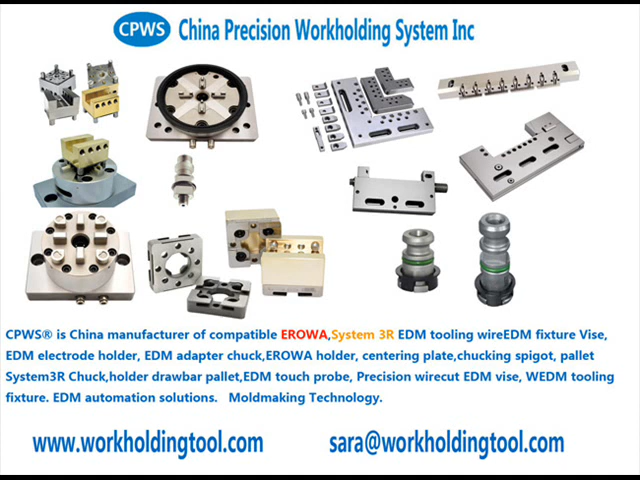 CPWS China Precision Workholding System Inc
CPWS® is China manufacturer of compatible EROWA,System 3R EDM tooling wireEDM fixture Vise,
EDM electrode holder, EDM adapter chuck,EROWA holder, centering plate,chucking spigot, pallet
System3R Chuck,holder drawbar pallet,EDM touch probe, Precision wirecut EDM vise, WEDM tooling
fixture. EDM automation solutions. Moldmaking Technology.
www.workholdingtool.com sara@workholdingtool.com